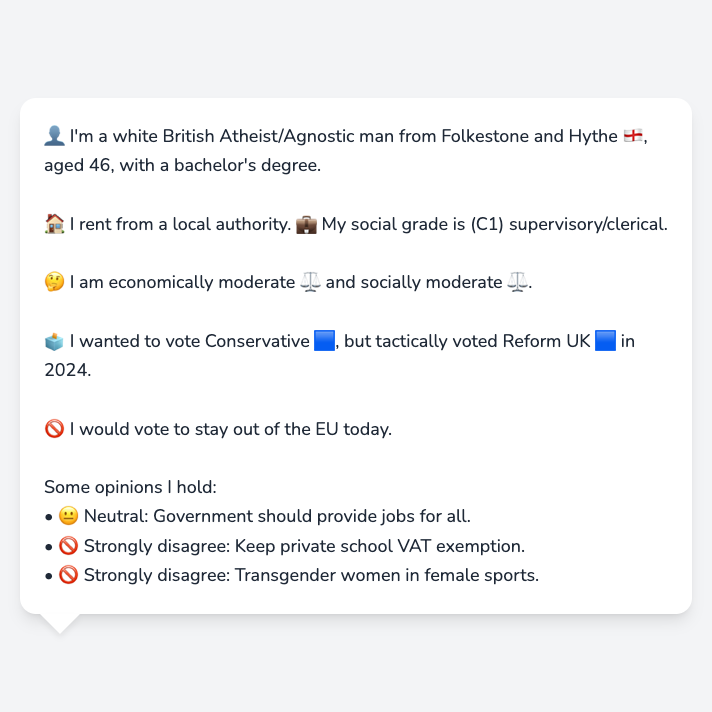 👤 I'm a white British Atheist/Agnostic man from Folkestone and Hythe 🏴󠁧󠁢󠁥󠁮󠁧󠁿,
aged 46, with a bachelor's degree.
🏠 I rent from a local authority. 💼 My social grade is (C1) supervisory/clerical.
🤔 I am economically moderate ⚖️ and socially moderate ⚖️.
🗳️ I wanted to vote Conservative 🟦, but tactically voted Reform UK 🟦 in
2024.
🚫 I would vote to stay out of the EU today.
Some opinions I hold:
• 😐 Neutral: Government should provide jobs for all.
• 🚫 Strongly disagree: Keep private school VAT exemption.
• 🚫 Strongly disagree: Transgender women in female sports.